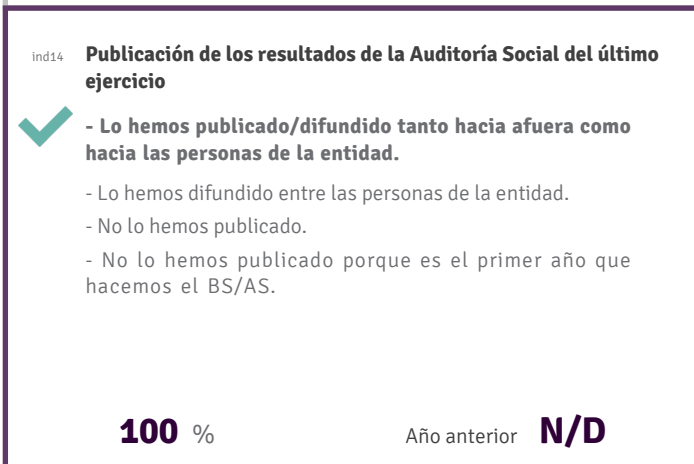 ind14 Publicación de los resultados de la Auditoría Social del último
ejercicio
- Lo hemos publicado/difundido tanto hacia afuera como
hacia las personas de la entidad.
- Lo hemos difundido entre las personas de la entidad.
- No lo hemos publicado.
- No lo hemos publicado porque es el primer año que
hacemos el BS/AS.
100 % Año anterior N/D